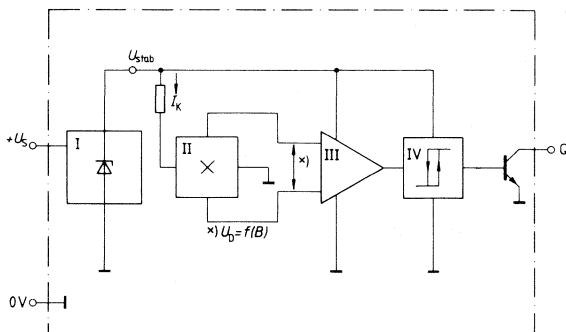 U_stab
I_K
+U_S
I
II
x)
III
IV
Q
x) U_D = f(B)
0V